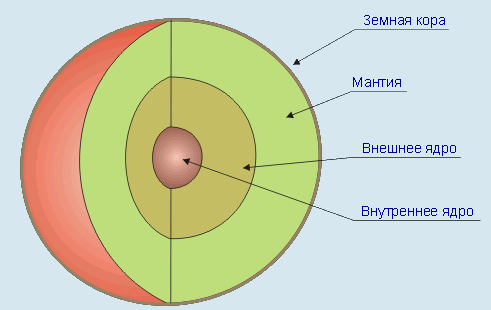 Земная кора
Мантия
Внешнее ядро
Внутреннее ядро